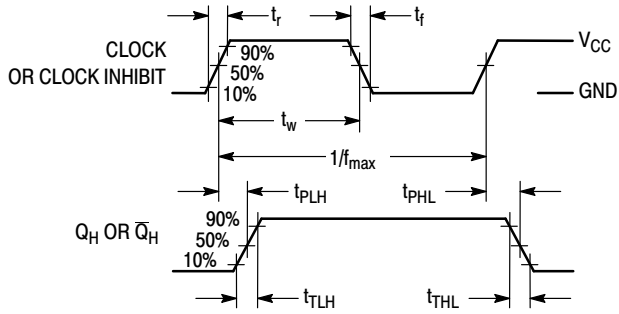 tr
tf
CLOCK
OR CLOCK INHIBIT
90%
50%
10%
VCC
GND
tw
1/fmax
tPLH
tPHL
QH OR Q̅H
90%
50%
10%
tTLH
tTHL